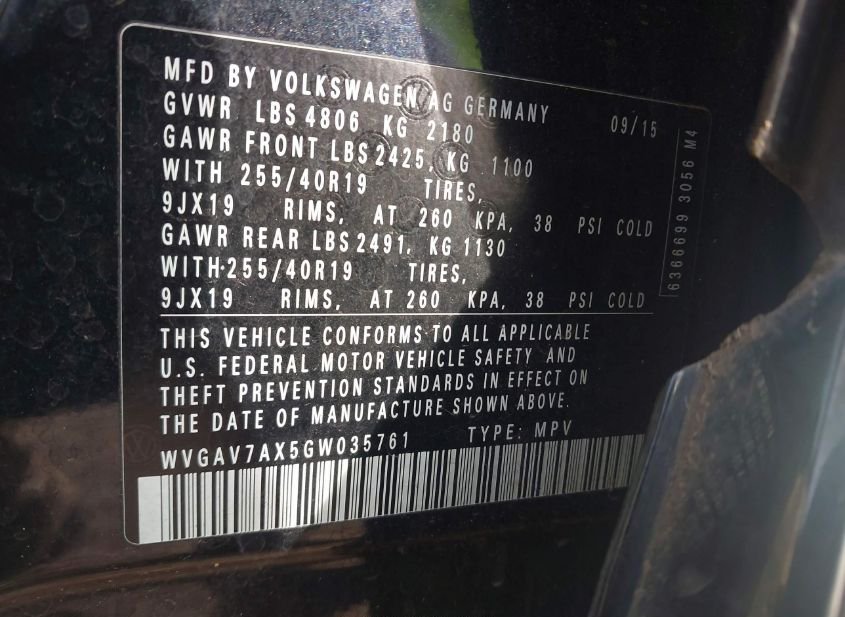 MFD BY VOLKSWAGEN AG GERMANY
GVWR LBS 4806 KG 2180 09/15
GAWR FRONT LBS 2425, KG 1100
WITH 255/40R19 TIRES,
9JX19 RIMS, AT 260 KPA, 38 PSI COLD
GAWR REAR LBS 2491, KG 1130
WITH 255/40R19 TIRES,
9JX19 RIMS, AT 260 KPA, 38 PSI COLD
THIS VEHICLE CONFORMS TO ALL APPLICABLE
U.S. FEDERAL MOTOR VEHICLE SAFETY AND
THEFT PREVENTION STANDARDS IN EFFECT ON
THE DATE OF MANUFACTURE SHOWN ABOVE.
WVGAV7AX5GW035761 TYPE: MPV
6366699 3056 M4